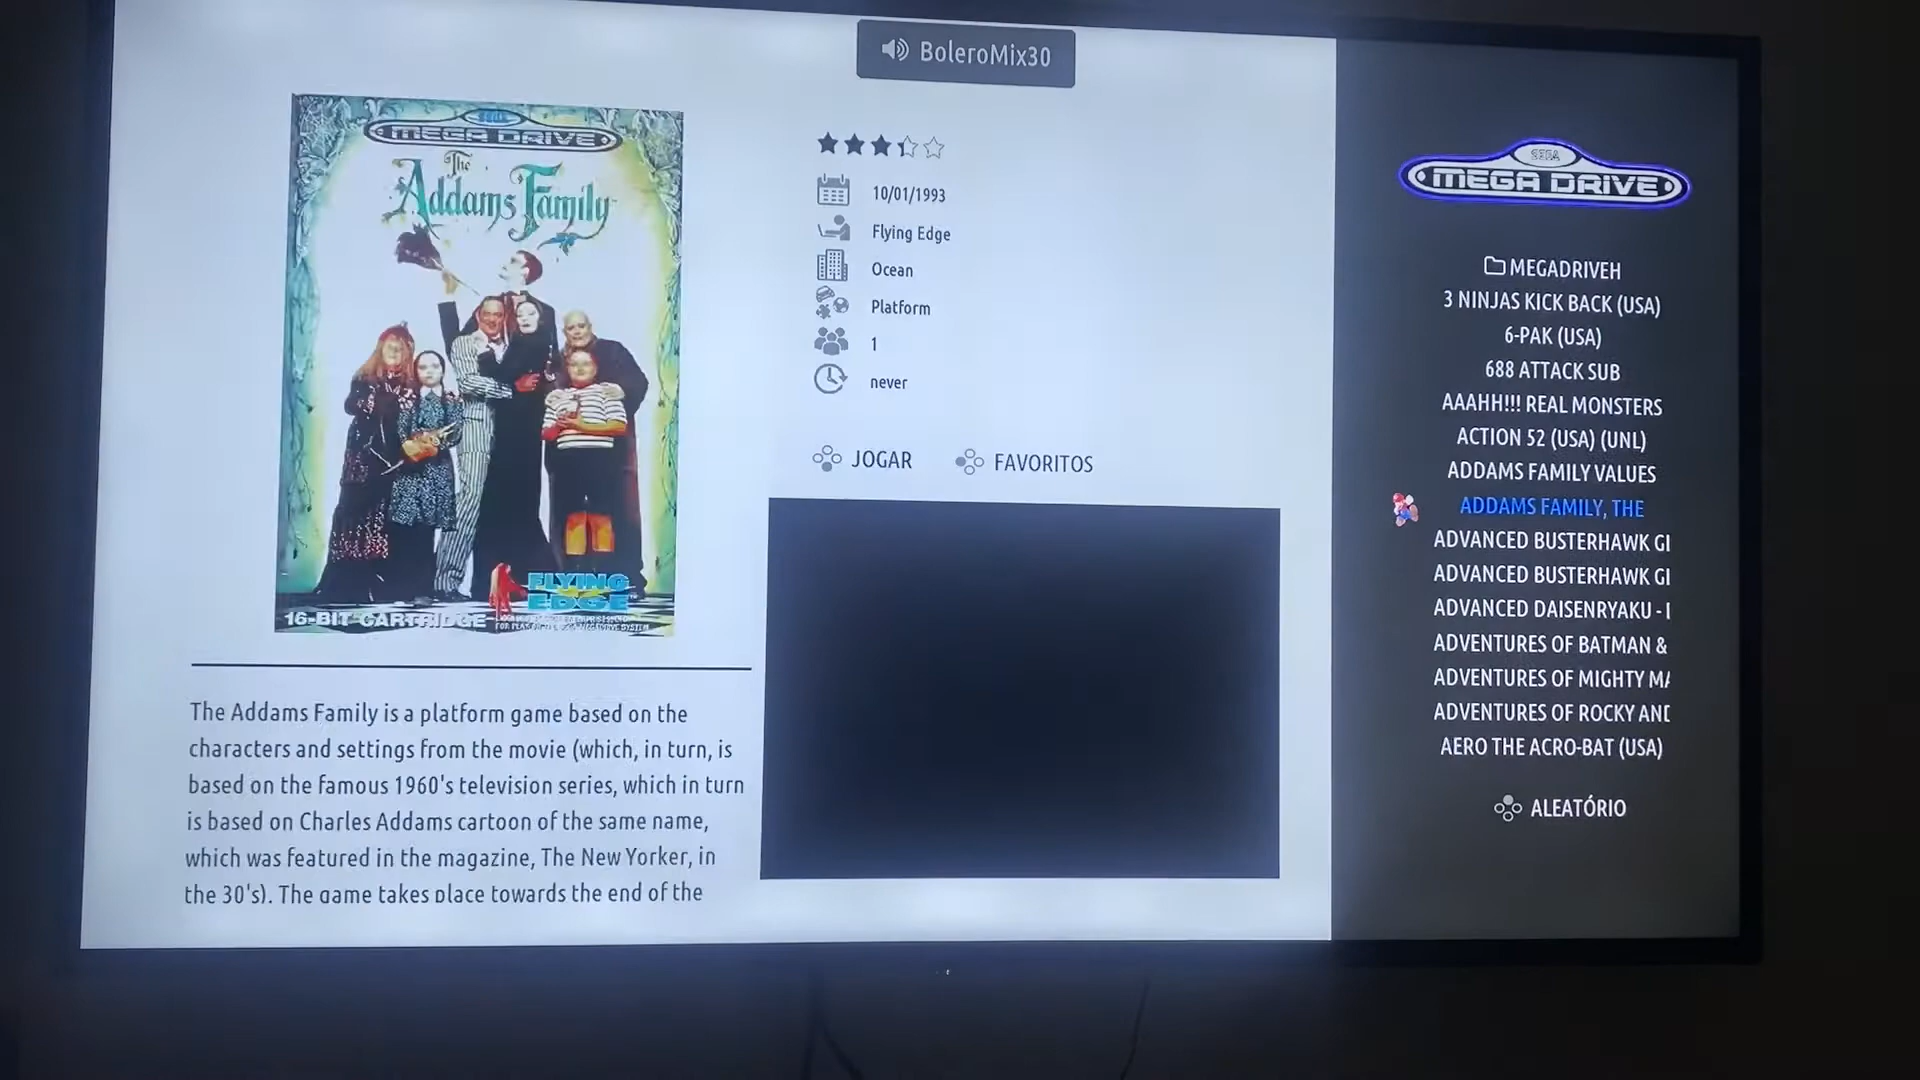 BoleroMix30
SEGA
MEGA DRIVE
The
Addams Family
FLYING
EDGE
16-BIT CARTRIDGE
10/01/1993
Flying Edge
Ocean
Platform
1
never
JOGAR
FAVORITOS
The Addams Family is a platform game based on the
characters and settings from the movie (which, in turn, is
based on the famous 1960's television series, which in turn
is based on Charles Addams cartoon of the same name,
which was featured in the magazine, The New Yorker, in
the 30's). The game takes place towards the end of the
SEGA
MEGA DRIVE
MEGADRIVEH
3 NINJAS KICK BACK (USA)
6-PAK (USA)
688 ATTACK SUB
AAAHH!!! REAL MONSTERS
ACTION 52 (USA) (UNL)
ADDAMS FAMILY VALUES
ADDAMS FAMILY, THE
ADVANCED BUSTERHAWK GI
ADVANCED BUSTERHAWK GI
ADVANCED DAISENRYAKU -
ADVENTURES OF BATMAN &
ADVENTURES OF MIGHTY MA
ADVENTURES OF ROCKY AND
AERO THE ACRO-BAT (USA)
ALEATÓRIO